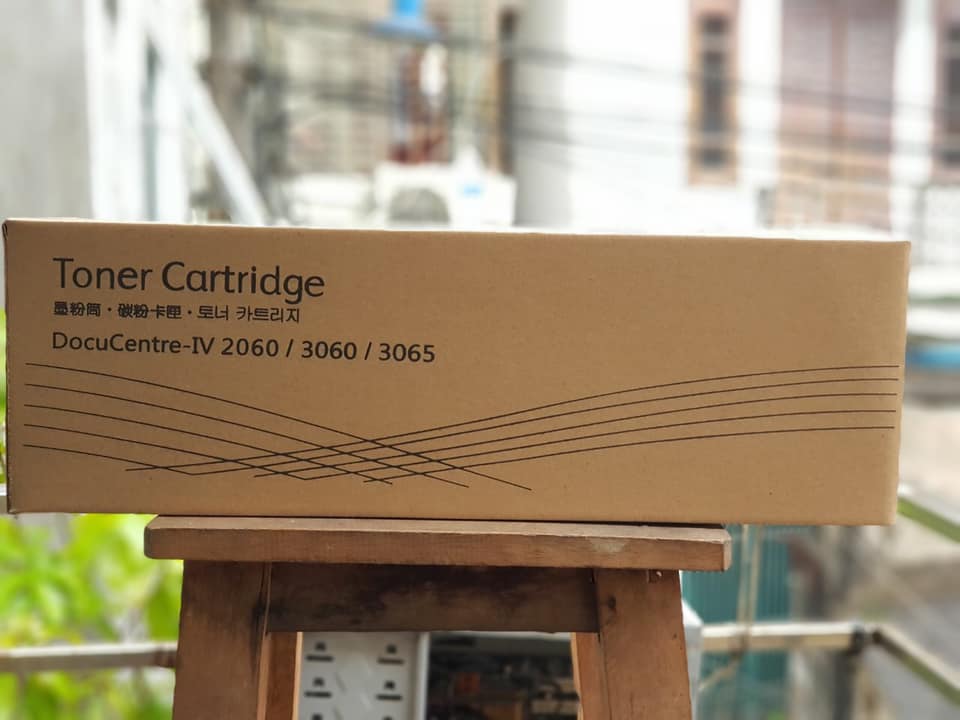 Toner Cartridge
墨粉筒・碳粉卡匣・토너 카트리지
DocuCentre-IV 2060 / 3060 / 3065